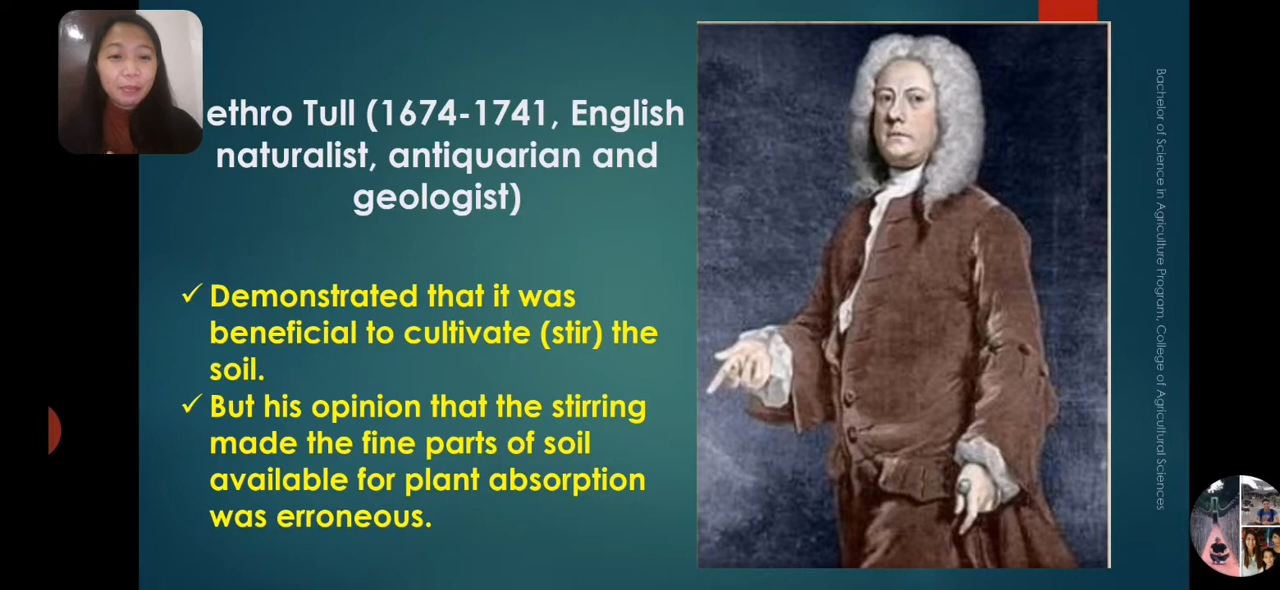 ethro Tull (1674-1741, English
naturalist, antiquarian and
geologist)
✓ Demonstrated that it was
beneficial to cultivate (stir) the
soil.
✓ But his opinion that the stirring
made the fine parts of soil
available for plant absorption
was erroneous.
Bachelor of Science in Agriculture Program, College of Agricultural Sciences